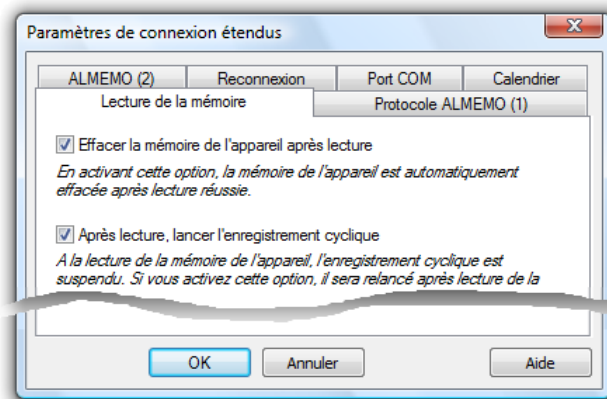 Paramètres de connexion étendus
ALMEMO (2) Reconnexion Port COM Calendrier
Lecture de la mémoire Protocole ALMEMO (1)
Effacer la mémoire de l'appareil après lecture
En activant cette option, la mémoire de l'appareil est automatiquement
effacée après lecture réussie.
Après lecture, lancer l'enregistrement cyclique
A la lecture de la mémoire de l'appareil, l'enregistrement cyclique est
suspendu. Si vous activez cette option, il sera relancé après lecture de la
OK Annuler Aide